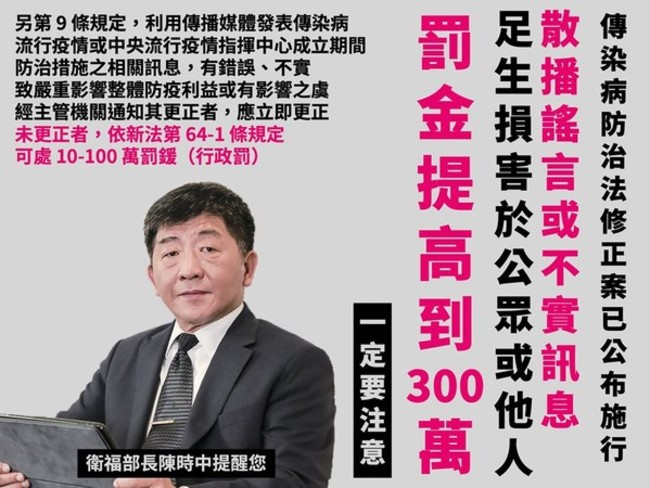 傳染病防治法修正案已公布施行
散播謠言或不實訊息
足生損害於公眾或他人
罰金提高到300萬
一定要注意
另第 9 條規定，利用傳播媒體發表傳染病
流行疫情或中央流行疫情指揮中心成立期間
防治措施之相關訊息，有錯誤、不實
致嚴重影響整體防疫利益或有影響之虞
經主管機關通知其更正者，應立即更正
未更正者，依新法第 64-1 條規定
可處 10-100 萬罰鍰（行政罰）
衛福部長陳時中提醒您